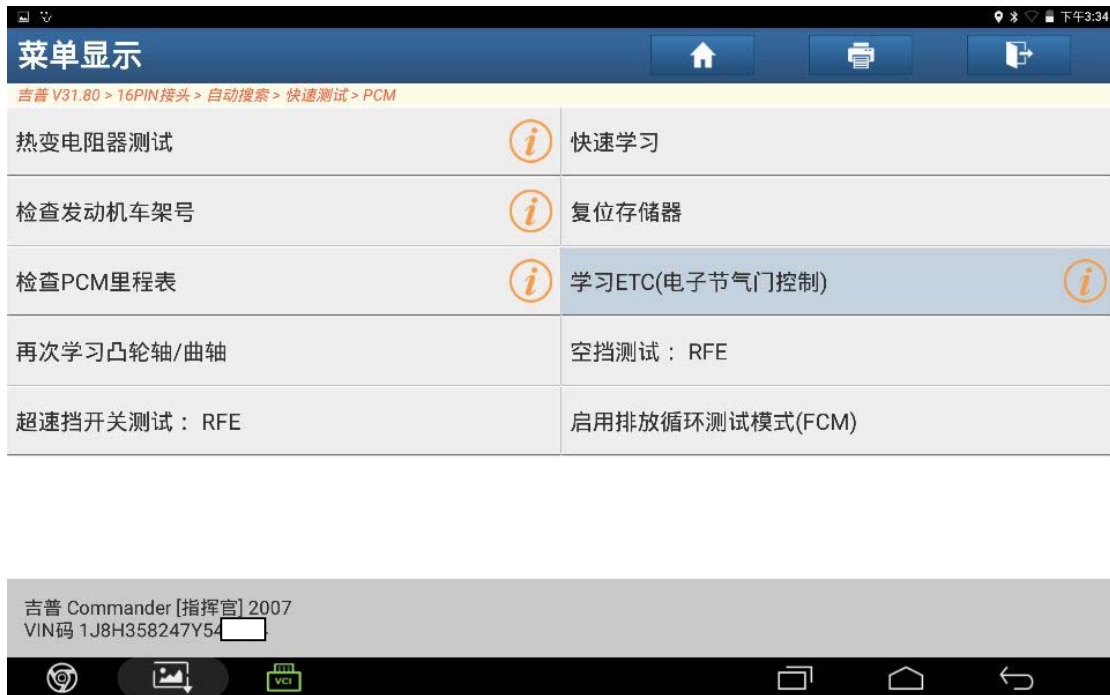 下午3:34
菜单显示
吉普 V31.80 > 16PIN接头 > 自动搜索 > 快速测试 > PCM
热变电阻器测试
快速学习
检查发动机车架号
复位存储器
检查PCM里程表
学习ETC(电子节气门控制)
再次学习凸轮轴/曲轴
空挡测试： RFE
超速挡开关测试： RFE
启用排放循环测试模式(FCM)
吉普 Commander [指挥官] 2007
VIN码 1J8H358247Y54
VCI